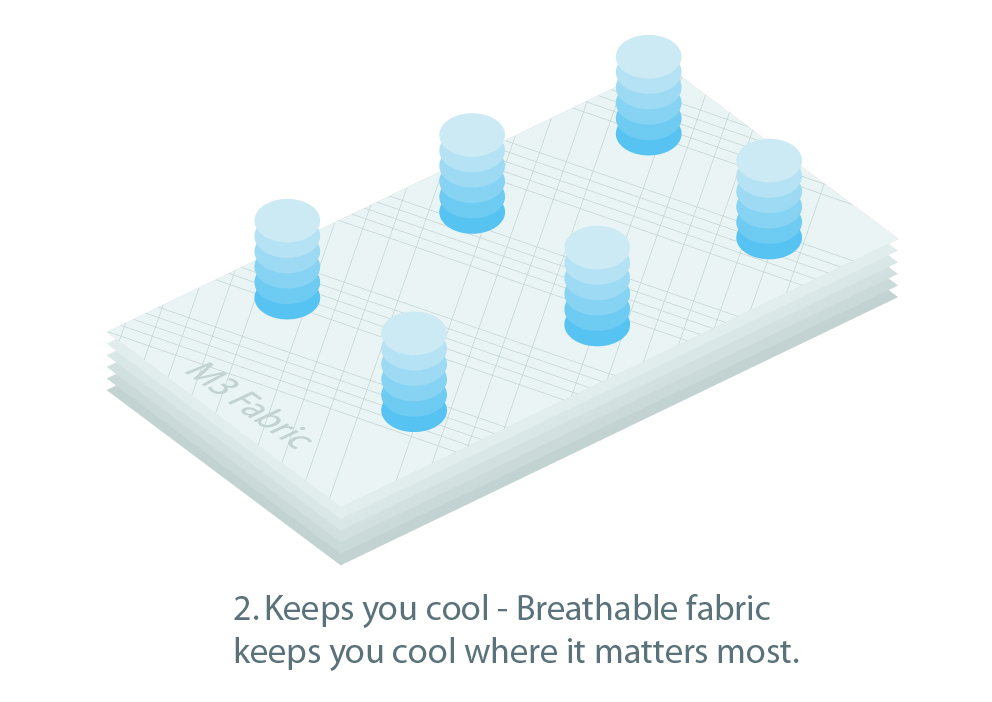 M3 Fabric
2. Keeps you cool - Breathable fabric
keeps you cool where it matters most.